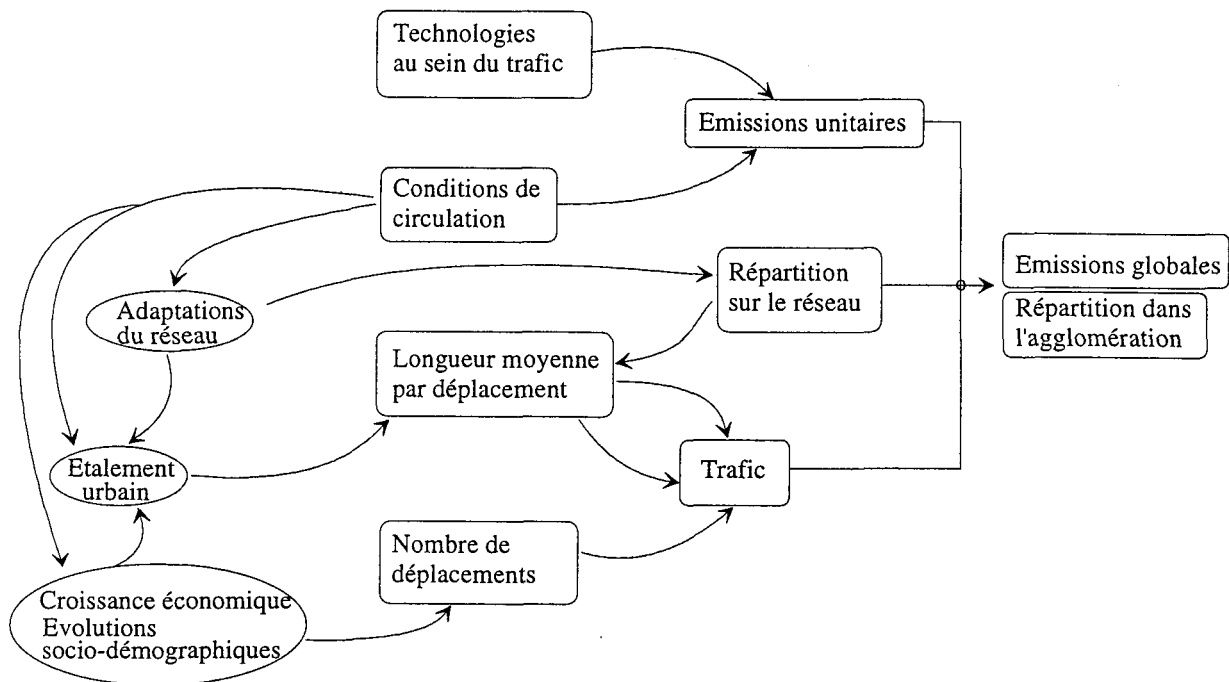 Technologies
au sein du trafic
Emissions unitaires
Conditions de
circulation
Répartition
sur le réseau
Emissions globales
Répartition dans
l'agglomération
Adaptations
du réseau
Longueur moyenne
par déplacement
Etalement
urbain
Trafic
Nombre de
déplacements
Croissance économique
Evolutions
socio-démographiques